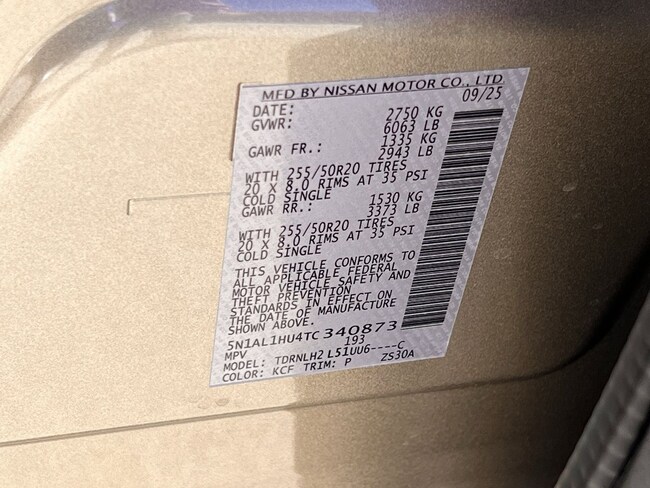 MFD BY NISSAN MOTOR CO., LTD
DATE: 09/25
GVWR: 2750 KG
6063 LB
GAWR FR.: 1335 KG
2943 LB
WITH 255/50R20 TIRES
20 X 8.0 RIMS AT 35 PSI
COLD SINGLE
GAWR RR.: 1530 KG
3373 LB
WITH 255/50R20 TIRES
20 X 8.0 RIMS AT 35 PSI
COLD SINGLE
THIS VEHICLE CONFORMS TO
ALL APPLICABLE FEDERAL
MOTOR VEHICLE SAFETY AND
THEFT PREVENTION
STANDARDS IN EFFECT ON
THE DATE OF MANUFACTURE
SHOWN ABOVE.
5N1AL1HU4TC340873
MPV 193
MODEL: TDRNLH2 L51UU6----C
COLOR: KCF TRIM: P ZS30A